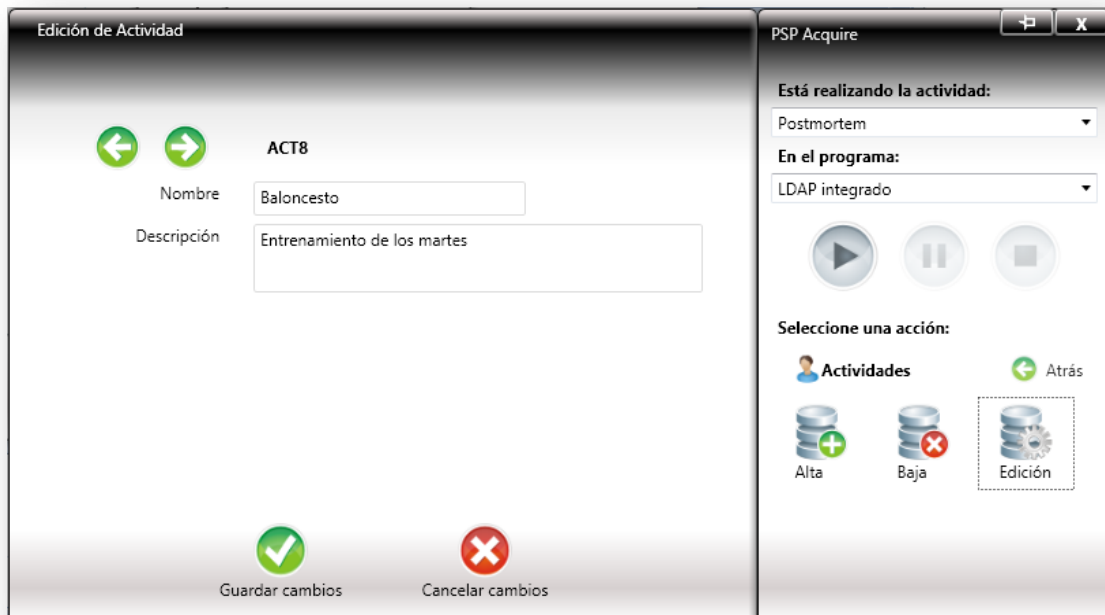 Edición de Actividad
ACT8
Nombre
Baloncesto
Descripción
Entrenamiento de los martes
Guardar cambios
Cancelar cambios
PSP Acquire
X
Está realizando la actividad:
Postmortem
En el programa:
LDAP integrado
Seleccione una acción:
Actividades
Atrás
Alta
Baja
Edición